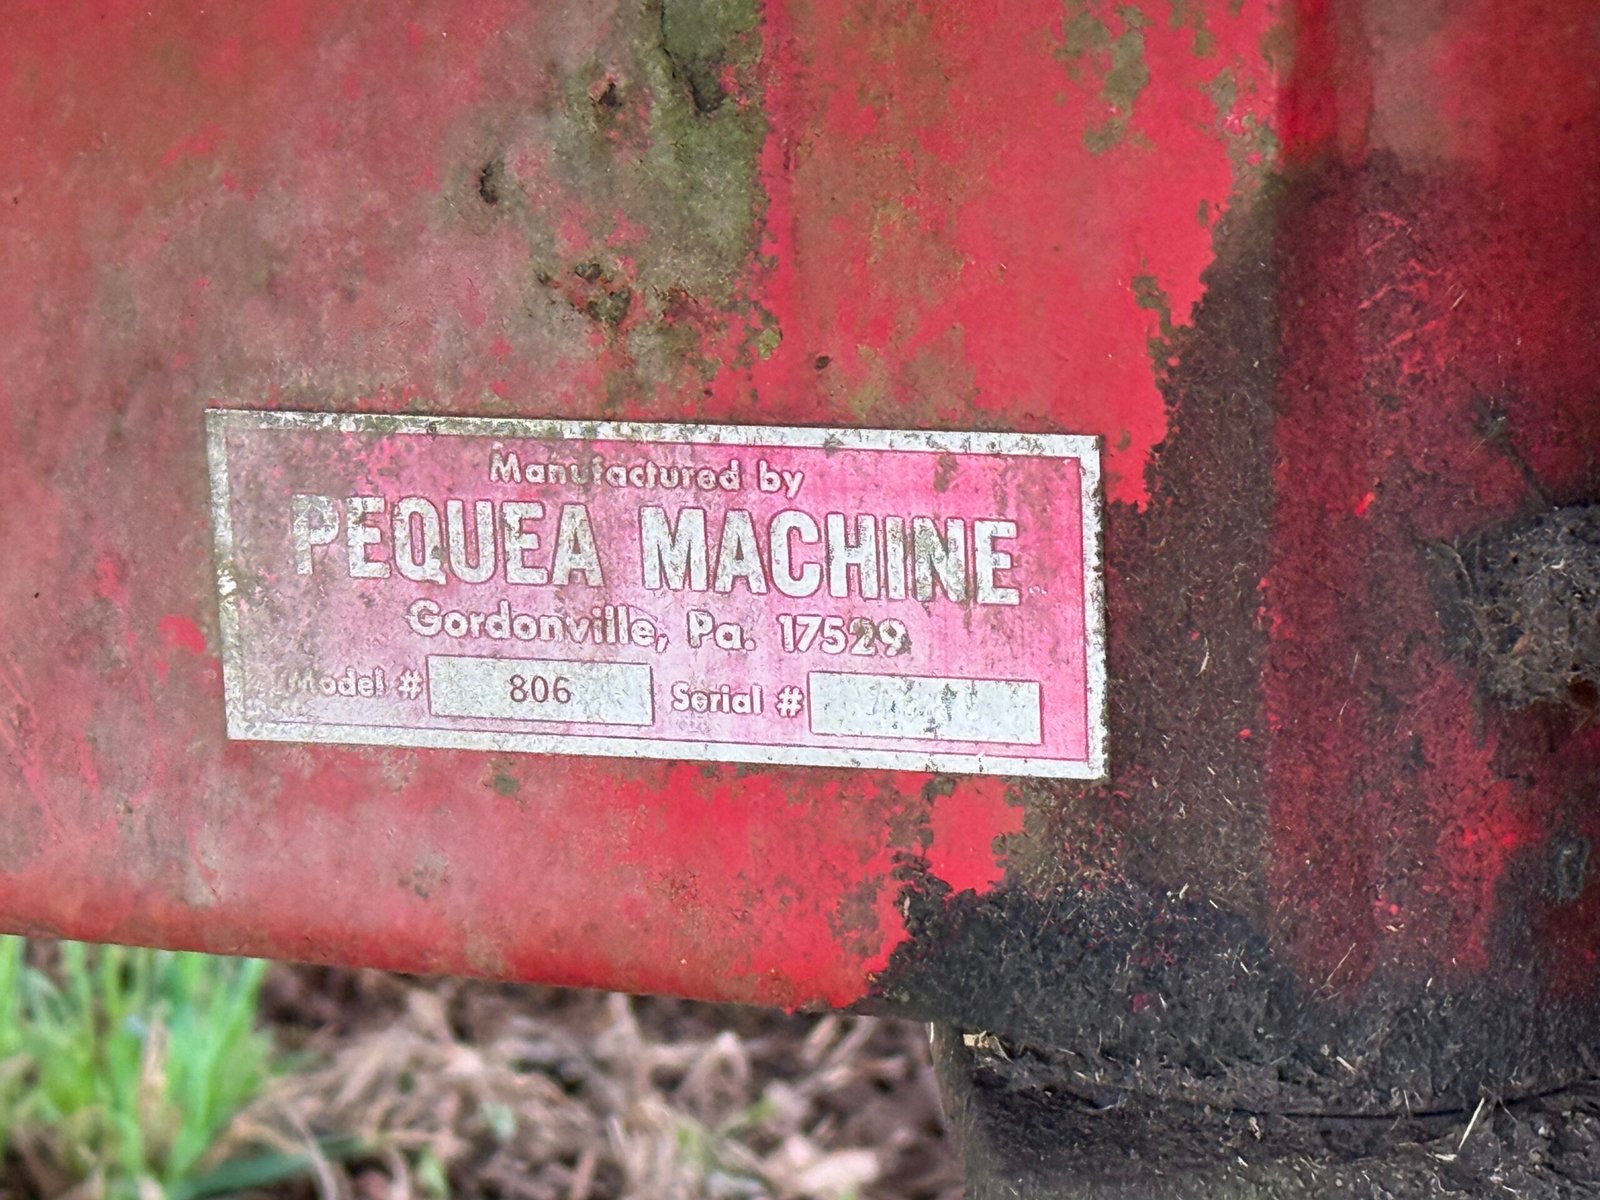 Manufactured by
PEQUEA MACHINE
Gordonville, Pa. 17529
Model # 806 Serial #